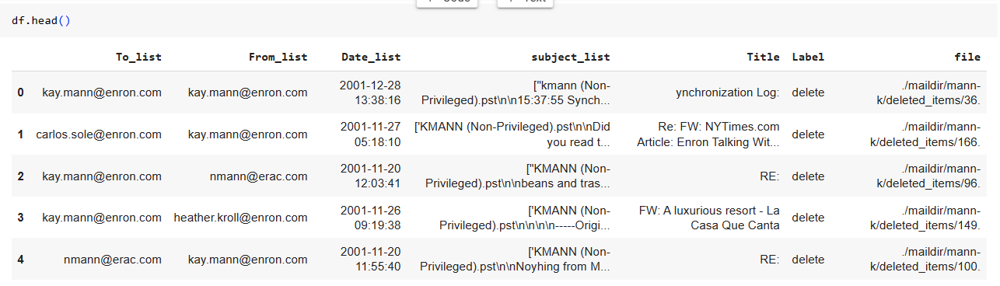 df.head()
To_list From_list Date_list subject_list Title Label file
0 kay.mann@enron.com kay.mann@enron.com 2001-12-28 13:38:16 ["kmann (Non-Privileged).pst\n\n15:37:55 Synch... ynchronization Log: delete ./maildir/mann-k/deleted_items/36.
1 carlos.sole@enron.com kay.mann@enron.com 2001-11-27 05:18:10 ['KMANN (Non-Privileged).pst\n\nDid you read t... Re: FW: NYTimes.com Article: Enron Talking Wit... delete ./maildir/mann-k/deleted_items/166.
2 kay.mann@enron.com nmann@erac.com 2001-11-20 12:03:41 ["KMANN (Non-Privileged).pst\n\nbeans and tras... RE: delete ./maildir/mann-k/deleted_items/96.
3 kay.mann@enron.com heather.kroll@enron.com 2001-11-26 09:19:38 ['KMANN (Non-Privileged).pst\n\n\n\n-----Origi... FW: A luxurious resort - La Casa Que Canta delete ./maildir/mann-k/deleted_items/149.
4 nmann@erac.com kay.mann@enron.com 2001-11-20 11:55:40 ['KMANN (Non-Privileged).pst\n\nNoyhing from M... RE: delete ./maildir/mann-k/deleted_items/100.